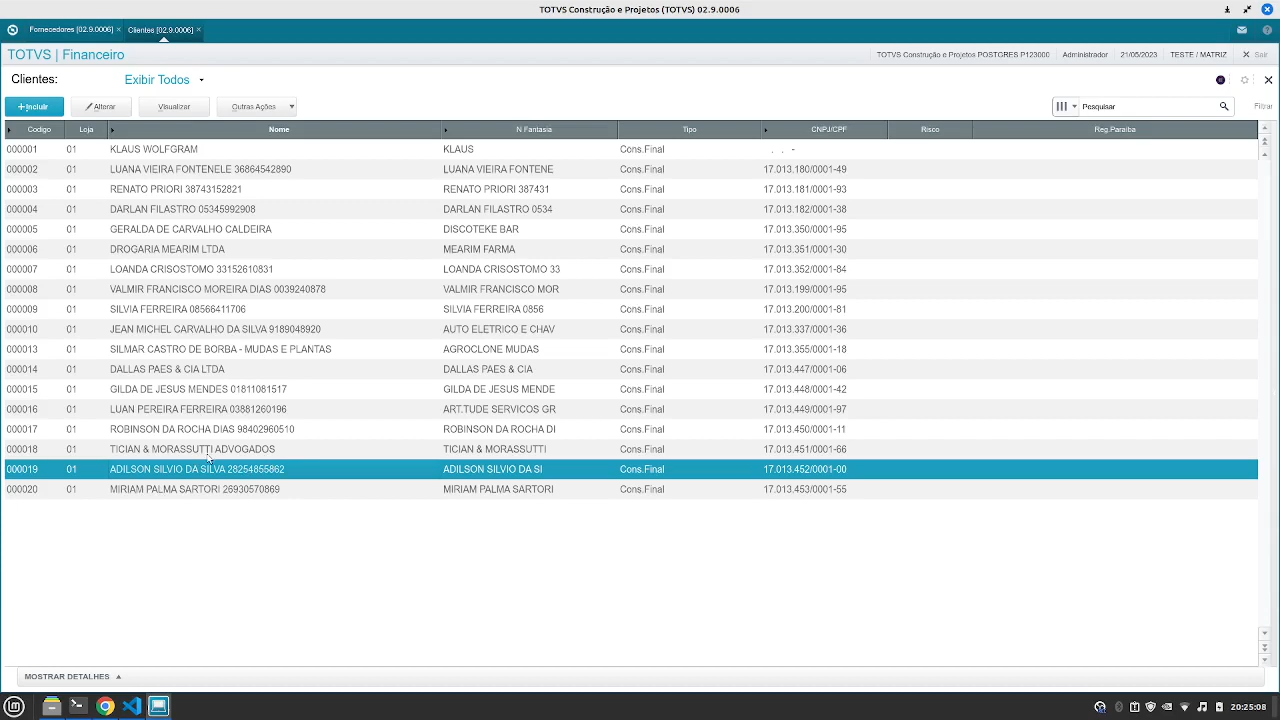 TOTVS Construção e Projetos (TOTVS) 02.9.0006
Fornecedores [02.9.0006] × Clientes [02.9.0006] ×
TOTVS | Financeiro TOTVS Construção e Projetos POSTGRES P123000 Administrador 21/05/2023 TESTE / MATRIZ Sair
Clientes: Exibir Todos
+Incluir Alterar Visualizar Outras Ações Pesquisar Filtrar
Codigo Loja Nome N Fantasia Tipo CNPJ/CPF Risco Reg.Paraiba
000001 01 KLAUS WOLFGRAM KLAUS Cons.Final . . -
000002 01 LUANA VIEIRA FONTENELE 36864542890 LUANA VIEIRA FONTENE Cons.Final 17.013.180/0001-49
000003 01 RENATO PRIORI 38743152821 RENATO PRIORI 387431 Cons.Final 17.013.181/0001-93
000004 01 DARLAN FILASTRO 05345992908 DARLAN FILASTRO 0534 Cons.Final 17.013.182/0001-38
000005 01 GERALDA DE CARVALHO CALDEIRA DISCOTEKE BAR Cons.Final 17.013.350/0001-95
000006 01 DROGARIA MEARIM LTDA MEARIM FARMA Cons.Final 17.013.351/0001-30
000007 01 LOANDA CRISOSTOMO 33152610831 LOANDA CRISOSTOMO 33 Cons.Final 17.013.352/0001-84
000008 01 VALMIR FRANCISCO MOREIRA DIAS 0039240878 VALMIR FRANCISCO MOR Cons.Final 17.013.199/0001-95
000009 01 SILVIA FERREIRA 08566411706 SILVIA FERREIRA 0856 Cons.Final 17.013.200/0001-81
000010 01 JEAN MICHEL CARVALHO DA SILVA 9189048920 AUTO ELETRICO E CHAV Cons.Final 17.013.337/0001-36
000013 01 SILMAR CASTRO DE BORBA - MUDAS E PLANTAS AGROCLONE MUDAS Cons.Final 17.013.355/0001-18
000014 01 DALLAS PAES & CIA LTDA DALLAS PAES & CIA Cons.Final 17.013.447/0001-06
000015 01 GILDA DE JESUS MENDES 01811081517 GILDA DE JESUS MENDE Cons.Final 17.013.448/0001-42
000016 01 LUAN PEREIRA FERREIRA 03881260196 ART.TUDE SERVICOS GR Cons.Final 17.013.449/0001-97
000017 01 ROBINSON DA ROCHA DIAS 98402960510 ROBINSON DA ROCHA DI Cons.Final 17.013.450/0001-11
000018 01 TICIAN & MORASSUTTI ADVOGADOS TICIAN & MORASSUTTI Cons.Final 17.013.451/0001-66
000019 01 ADILSON SILVIO DA SILVA 28254855862 ADILSON SILVIO DA SI Cons.Final 17.013.452/0001-00
000020 01 MIRIAM PALMA SARTORI 26930570869 MIRIAM PALMA SARTORI Cons.Final 17.013.453/0001-55
MOSTRAR DETALHES
20:25:08